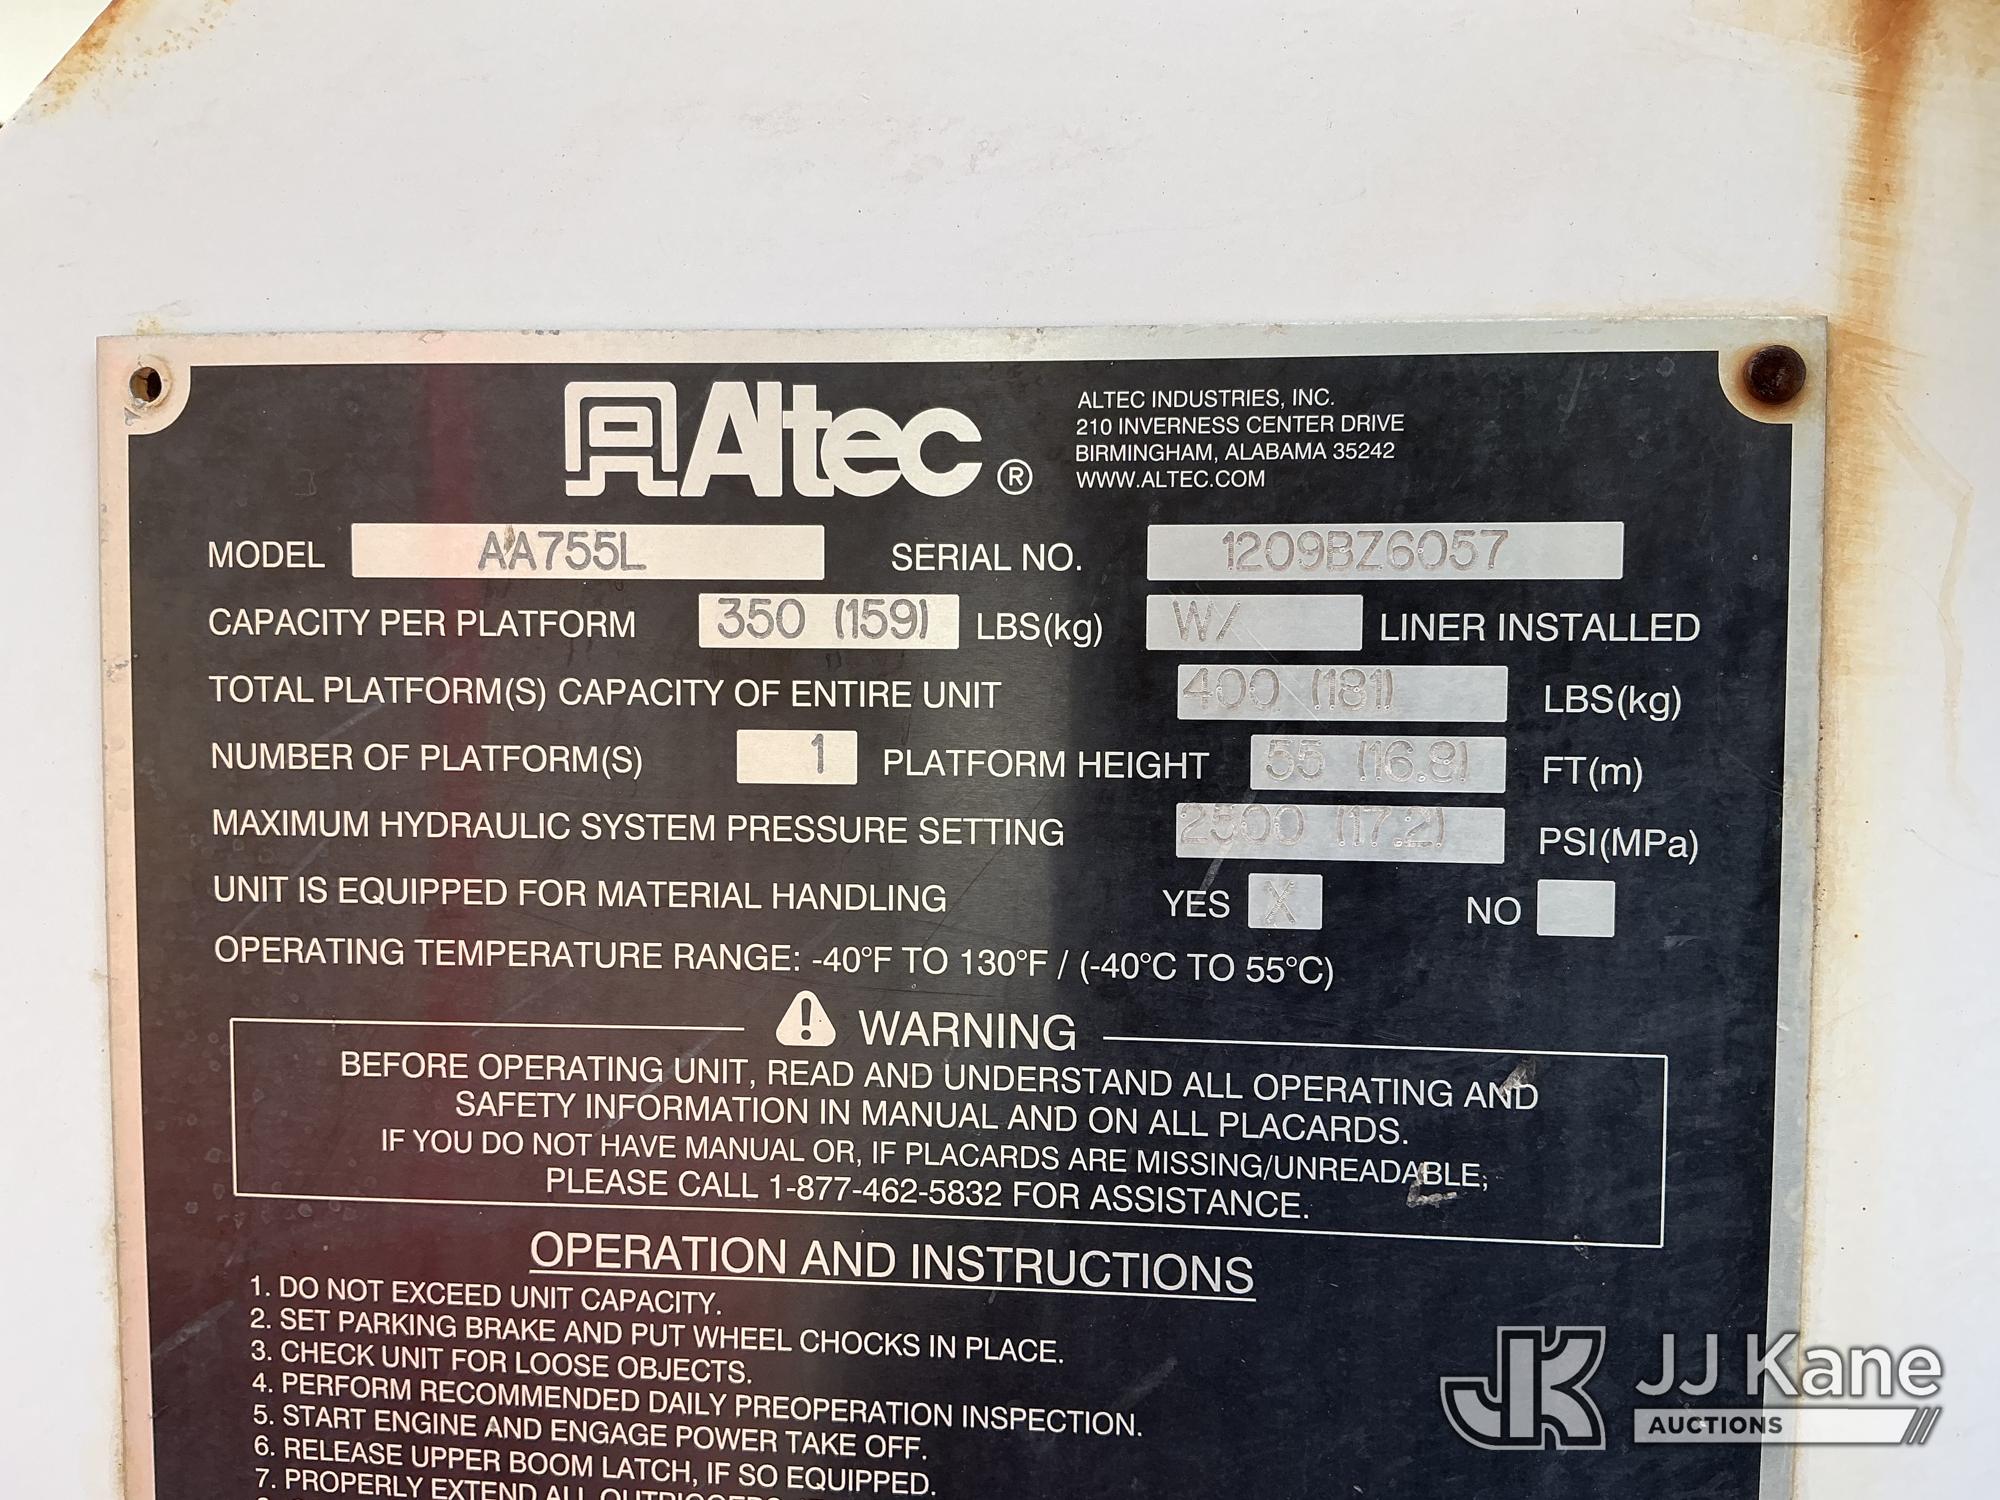 Altec®
ALTEC INDUSTRIES, INC.
210 INVERNESS CENTER DRIVE
BIRMINGHAM, ALABAMA 35242
WWW.ALTEC.COM
MODEL AA755L SERIAL NO. 1209BZ6057
CAPACITY PER PLATFORM 350 (159) LBS(kg) W/ LINER INSTALLED
TOTAL PLATFORM(S) CAPACITY OF ENTIRE UNIT 400 (181) LBS(kg)
NUMBER OF PLATFORM(S) 1 PLATFORM HEIGHT 55 (16.8) FT(m)
MAXIMUM HYDRAULIC SYSTEM PRESSURE SETTING 2500 (17.2) PSI(MPa)
UNIT IS EQUIPPED FOR MATERIAL HANDLING YES X NO
OPERATING TEMPERATURE RANGE: -40°F TO 130°F / (-40°C TO 55°C)
WARNING
BEFORE OPERATING UNIT, READ AND UNDERSTAND ALL OPERATING AND
SAFETY INFORMATION IN MANUAL AND ON ALL PLACARDS.
IF YOU DO NOT HAVE MANUAL OR, IF PLACARDS ARE MISSING/UNREADABLE,
PLEASE CALL 1-877-462-5832 FOR ASSISTANCE.
OPERATION AND INSTRUCTIONS
1. DO NOT EXCEED UNIT CAPACITY.
2. SET PARKING BRAKE AND PUT WHEEL CHOCKS IN PLACE.
3. CHECK UNIT FOR LOOSE OBJECTS.
4. PERFORM RECOMMENDED DAILY PREOPERATION INSPECTION.
5. START ENGINE AND ENGAGE POWER TAKE OFF.
6. RELEASE UPPER BOOM LATCH, IF SO EQUIPPED.
7. PROPERLY EXTEND ALL OUTRIGGERS
JK JJ Kane
AUCTIONS